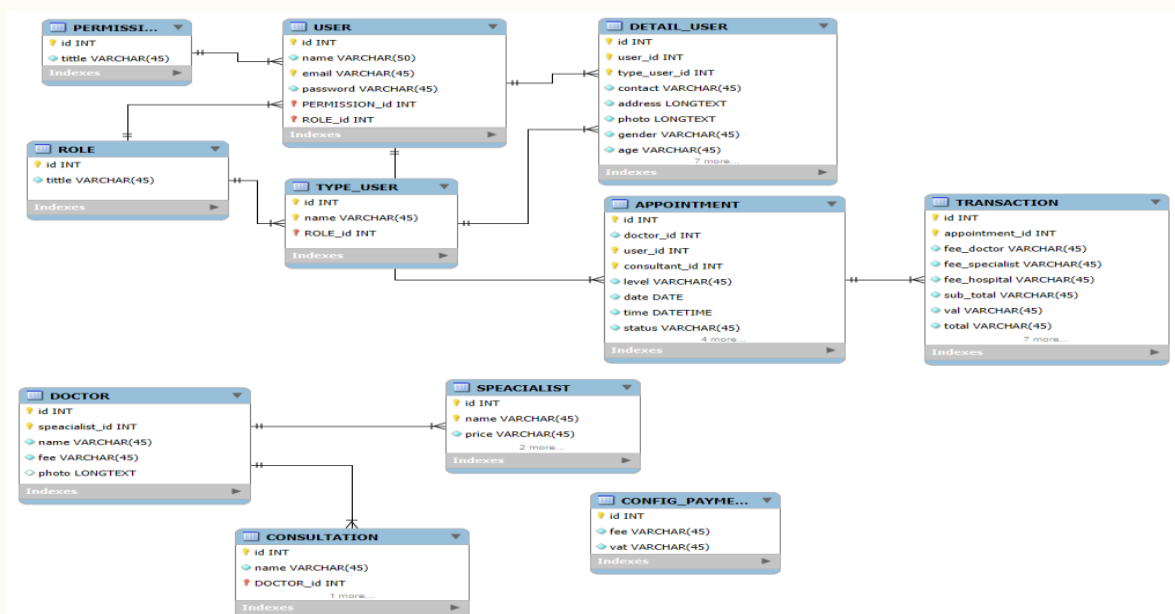 PERMISSI...
id INT
tittle VARCHAR(45)
Indexes
USER
id INT
name VARCHAR(50)
email VARCHAR(45)
password VARCHAR(45)
PERMISSION_id INT
ROLE_id INT
Indexes
DETAIL_USER
id INT
user_id INT
type_user_id INT
contact VARCHAR(45)
address LONGTEXT
photo LONGTEXT
gender VARCHAR(45)
age VARCHAR(45)
7 more...
Indexes
ROLE
id INT
tittle VARCHAR(45)
Indexes
TYPE_USER
id INT
name VARCHAR(45)
ROLE_id INT
Indexes
APPOINTMENT
id INT
doctor_id INT
user_id INT
consultant_id INT
level VARCHAR(45)
date DATE
time DATETIME
status VARCHAR(45)
4 more...
Indexes
TRANSACTION
id INT
appointment_id INT
fee_doctor VARCHAR(45)
fee_specialist VARCHAR(45)
fee_hospital VARCHAR(45)
sub_total VARCHAR(45)
val VARCHAR(45)
total VARCHAR(45)
7 more...
Indexes
DOCTOR
id INT
speacialist_id INT
name VARCHAR(45)
fee VARCHAR(45)
photo LONGTEXT
Indexes
SPEACIALIST
id INT
name VARCHAR(45)
price VARCHAR(45)
2 more...
Indexes
CONSULTATION
id INT
name VARCHAR(45)
DOCTOR_id INT
1 more...
Indexes
CONFIG_PAYME...
id INT
fee VARCHAR(45)
vat VARCHAR(45)
Indexes